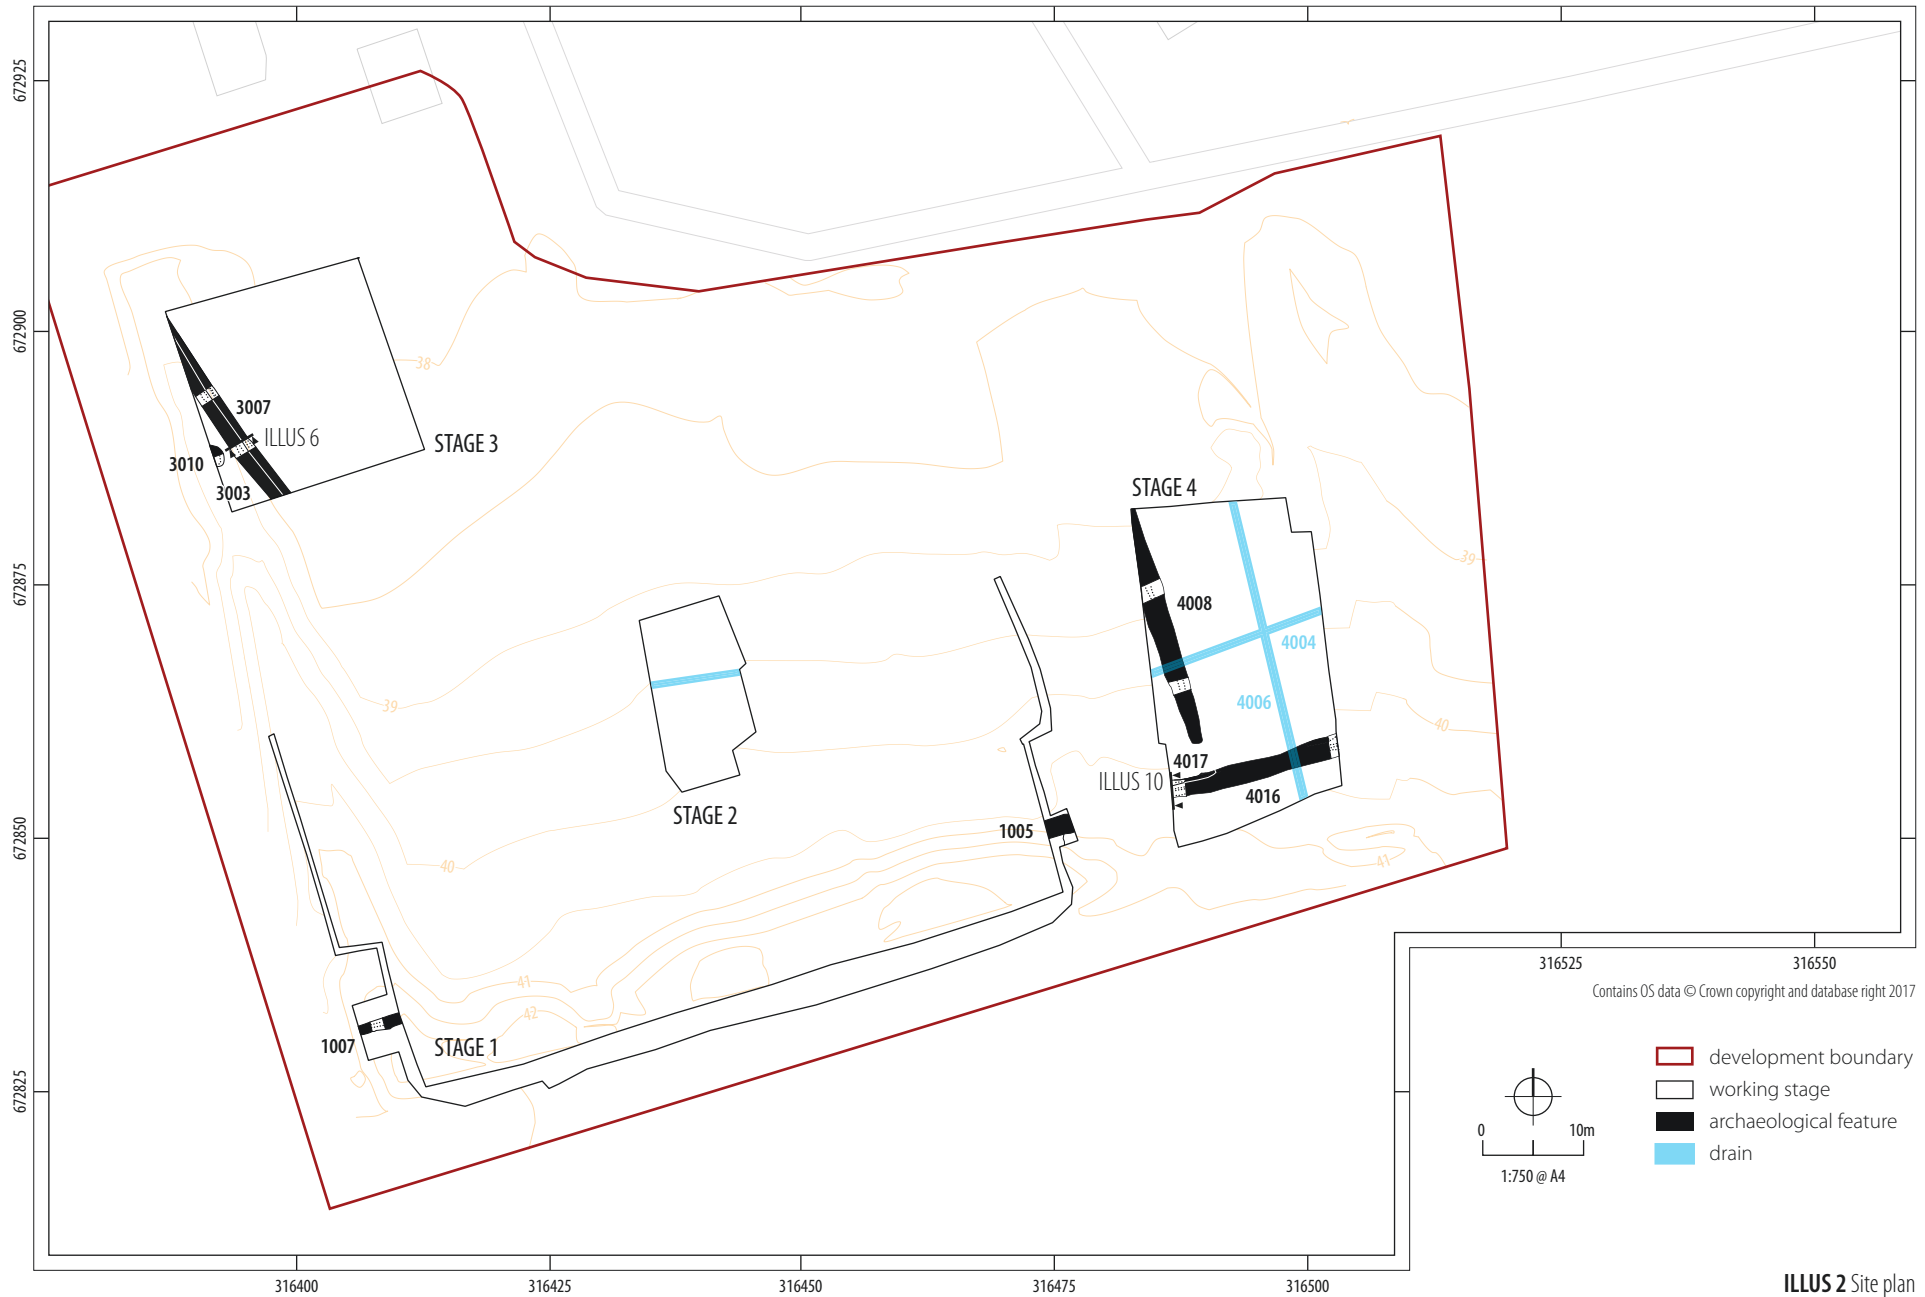 672925
672900
672875
672850
672825
38
3007
ILLUS 6
STAGE 3
3010
3003
STAGE 4
39
4008
4004
4006
39
40
4017
ILLUS 10
4016
STAGE 2
1005
41
40
41
42
1007
STAGE 1
316525
316550
Contains OS data © Crown copyright and database right 2017
development boundary
working stage
archaeological feature
drain
0
10m
1:750 @ A4
316400
316425
316450
316475
316500
ILLUS 2 Site plan